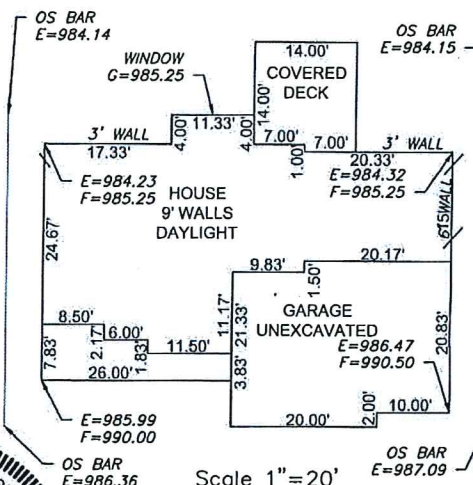 OS BAR
E=984.14
OS BAR
E=984.15
WINDOW
G=985.25
14.00'
COVERED
DECK
14.00'
11.33'
4.00'
4.00'
7.00'
7.00'
1.00'
3' WALL
17.33'
3' WALL
20.33'
E=984.23
F=985.25
E=984.32
F=985.25
HOUSE
9' WALLS
DAYLIGHT
24.67'
9.83'
1.50'
20.17'
GARAGE
UNEXCAVATED
11.17'
21.33'
20.83'
8.50'
2.17'
6.00'
1.83'
11.50'
7.83'
26.00'
3.83'
E=986.47
F=990.50
2.00'
10.00'
20.00'
E=985.99
F=990.00
OS BAR
E=986.36
Scale 1"=20'
OS BAR
E=987.09